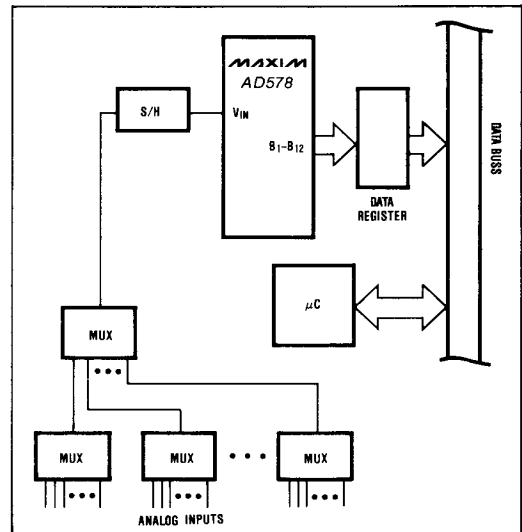 MAXIM
AD578
S/H
VIN
B1–B12
DATA
REGISTER
DATA BUSS
μC
MUX
MUX
MUX
MUX
ANALOG INPUTS